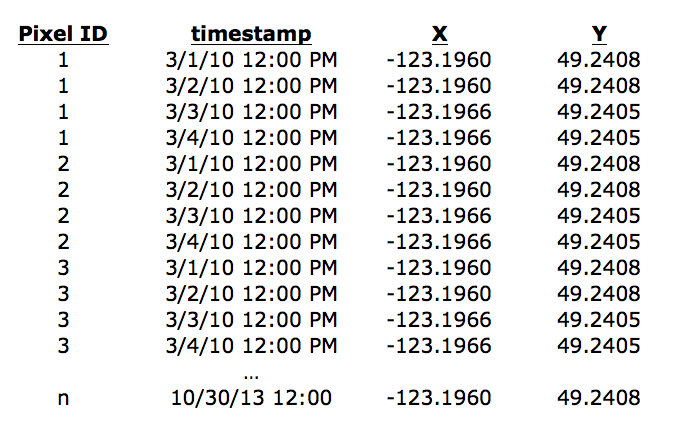 Pixel ID timestamp X Y
1 3/1/10 12:00 PM -123.1960 49.2408
1 3/2/10 12:00 PM -123.1960 49.2408
1 3/3/10 12:00 PM -123.1966 49.2405
1 3/4/10 12:00 PM -123.1966 49.2405
2 3/1/10 12:00 PM -123.1960 49.2408
2 3/2/10 12:00 PM -123.1960 49.2408
2 3/3/10 12:00 PM -123.1966 49.2405
2 3/4/10 12:00 PM -123.1966 49.2405
3 3/1/10 12:00 PM -123.1960 49.2408
3 3/2/10 12:00 PM -123.1960 49.2408
3 3/3/10 12:00 PM -123.1966 49.2405
3 3/4/10 12:00 PM -123.1966 49.2405
...
n 10/30/13 12:00 -123.1960 49.2408